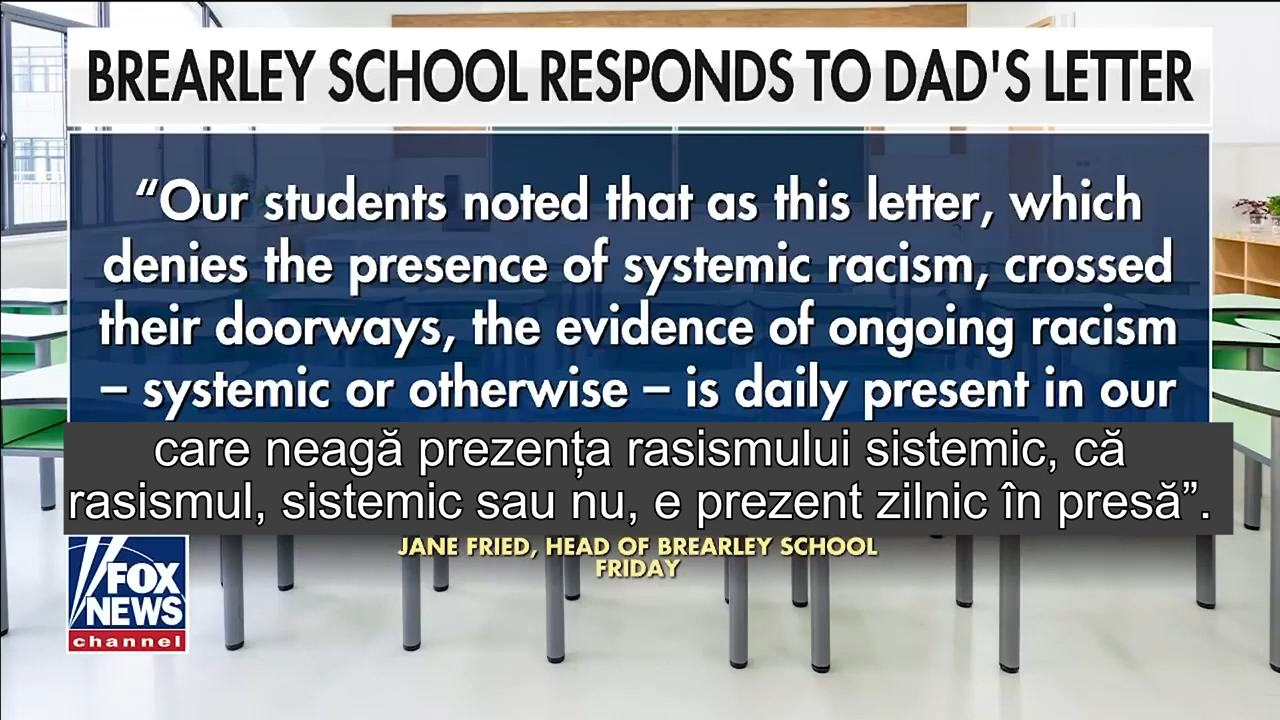 BREARLEY SCHOOL RESPONDS TO DAD'S LETTER
“Our students noted that as this letter, which
denies the presence of systemic racism, crossed
their doorways, the evidence of ongoing racism
– systemic or otherwise – is daily present in our
care neagă prezența rasismului sistemic, că
rasismul, sistemic sau nu, e prezent zilnic în presă”.
JANE FRIED, HEAD OF BREARLEY SCHOOL
FRIDAY
FOX
NEWS
channel